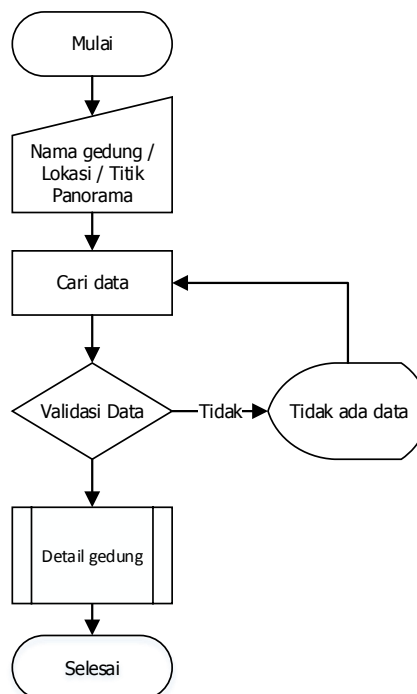 Mulai
Nama gedung /
Lokasi / Titik
Panorama
Cari data
Validasi Data
Tidak
Tidak ada data
Detail gedung
Selesai